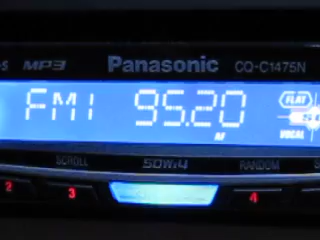 MP3 Panasonic CQ-C1475N
FM1 95.20 FLAT
VOCAL
SCROLL 50Wx4 RANDOM
2 3 4